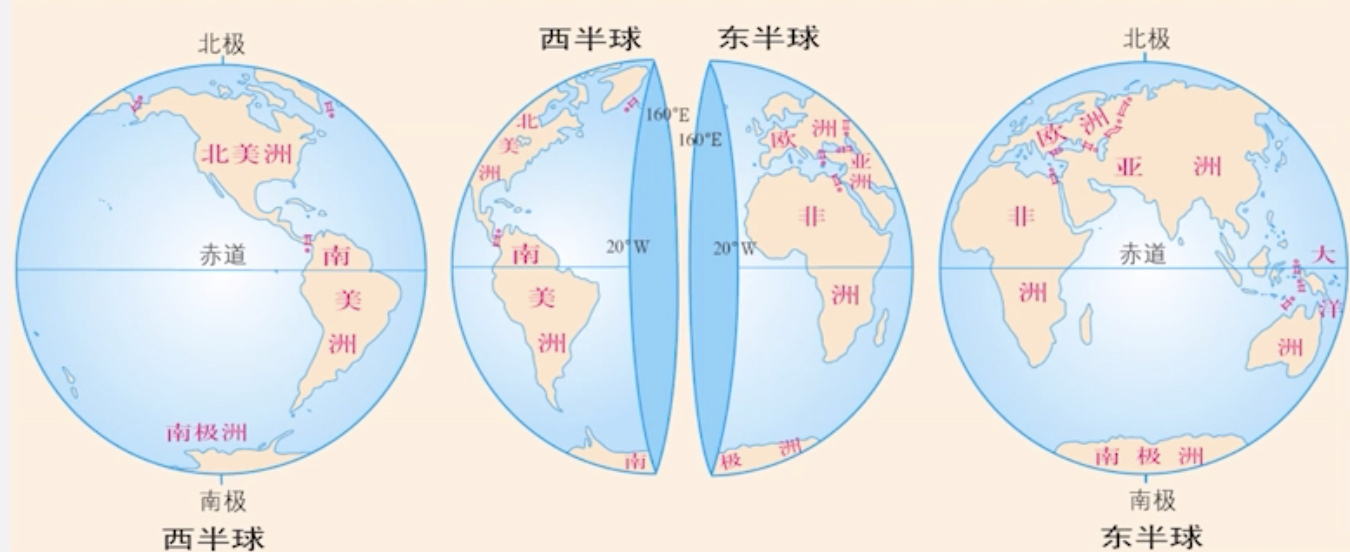 西半球
东半球
北极
北极
160°E
160°E
北美洲
北
美
洲
欧洲
亚
洲
欧洲
亚洲
非
非
赤道
南
南
20°W
20°W
赤道
大
美
洲
美
洲
洲
洲
洋
洲
南极洲
南
极
洲
南极洲
南极
南极
西半球
东半球